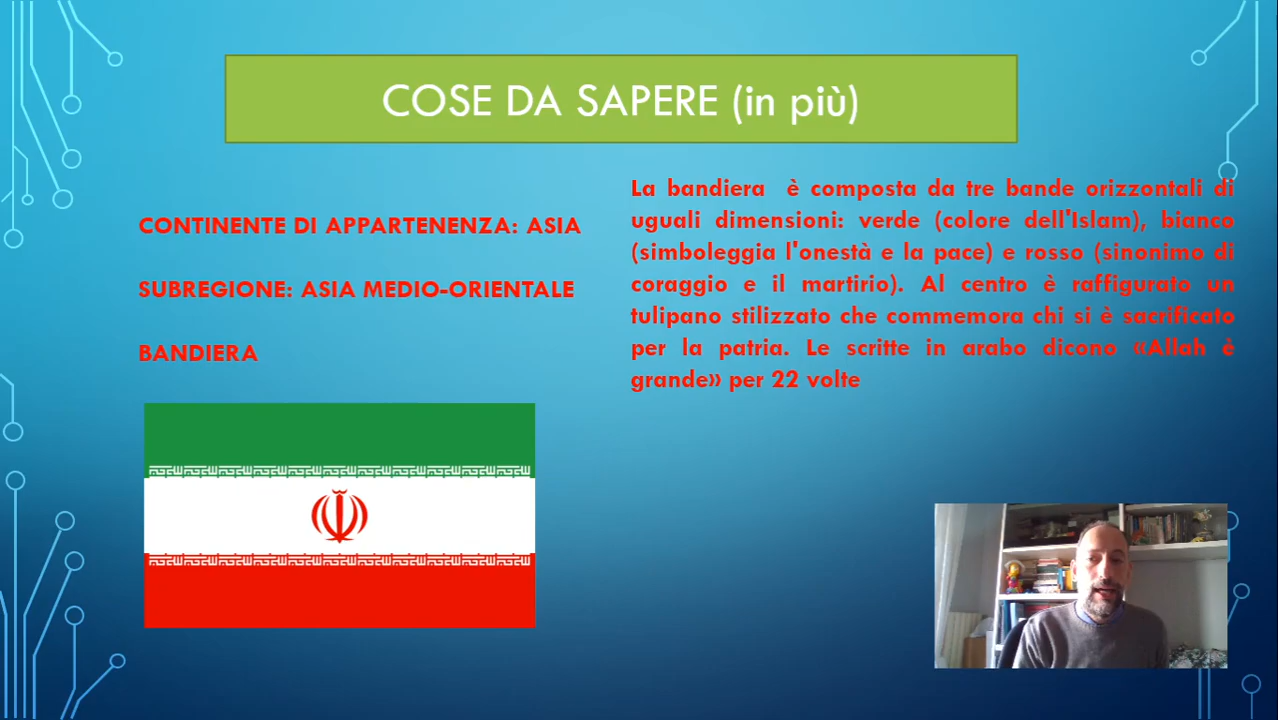 COSE DA SAPERE (in più)
CONTINENTE DI APPARTENENZA: ASIA
SUBREGIONE: ASIA MEDIO-ORIENTALE
BANDIERA
La bandiera è composta da tre bande orizzontali di
uguali dimensioni: verde (colore dell'Islam), bianco
(simboleggia l'onestà e la pace) e rosso (sinonimo di
coraggio e il martirio). Al centro è raffigurato un
tulipano stilizzato che commemora chi si è sacrificato
per la patria. Le scritte in arabo dicono «Allah è
grande» per 22 volte